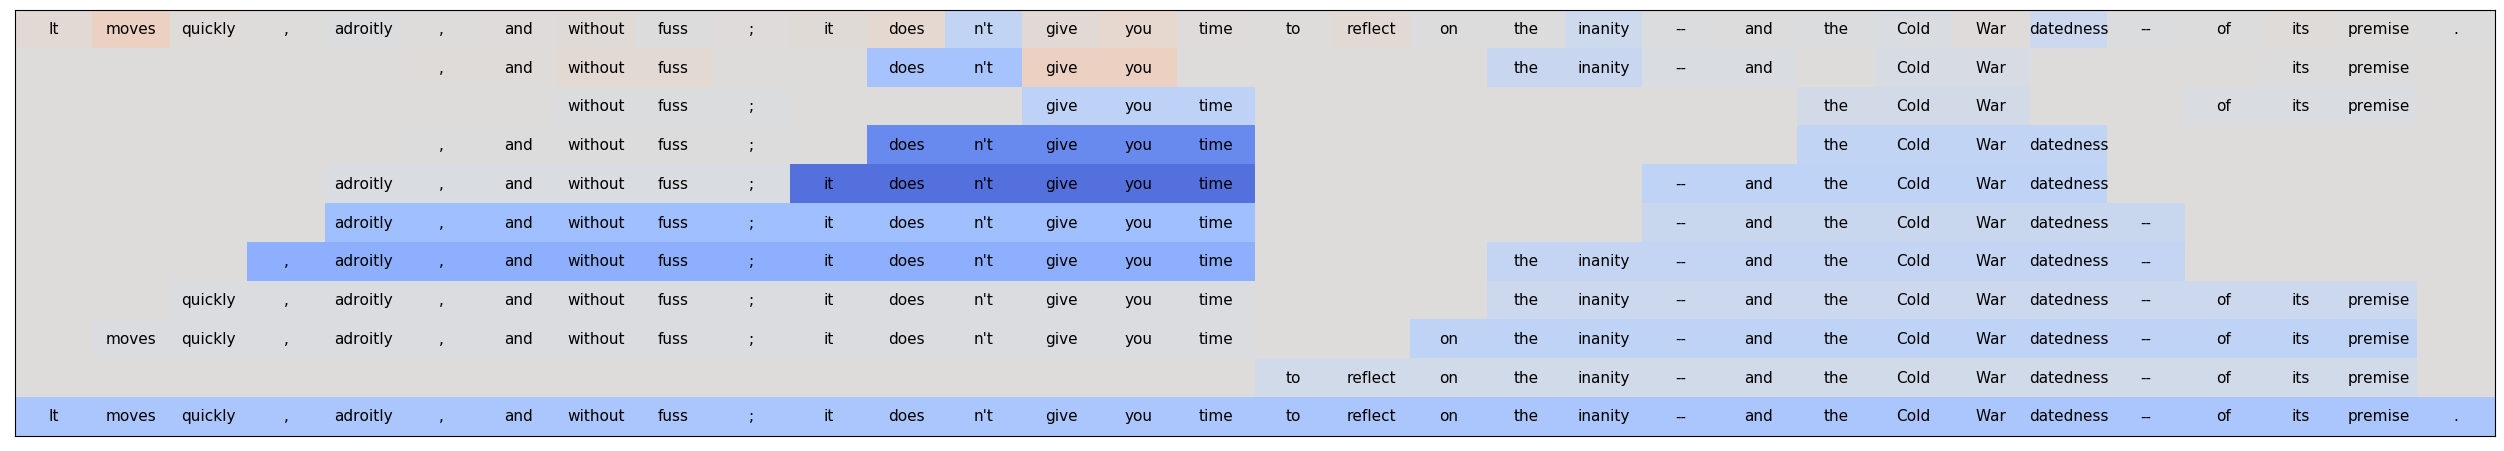 It moves quickly , adroitly , and without fuss ; it does n't give you time to reflect on the inanity -- and the Cold War datedness -- of its premise .
, and without fuss does n't give you the inanity -- and Cold War its premise
without fuss ; give you time the Cold War of its premise
, and without fuss ; does n't give you time the Cold War datedness
adroitly , and without fuss ; it does n't give you time -- and the Cold War datedness
adroitly , and without fuss ; it does n't give you time -- and the Cold War datedness --
, adroitly , and without fuss ; it does n't give you time the inanity -- and the Cold War datedness --
quickly , adroitly , and without fuss ; it does n't give you time the inanity -- and the Cold War datedness -- of its premise
moves quickly , adroitly , and without fuss ; it does n't give you time on the inanity -- and the Cold War datedness -- of its premise
to reflect on the inanity -- and the Cold War datedness -- of its premise
It moves quickly , adroitly , and without fuss ; it does n't give you time to reflect on the inanity -- and the Cold War datedness -- of its premise .